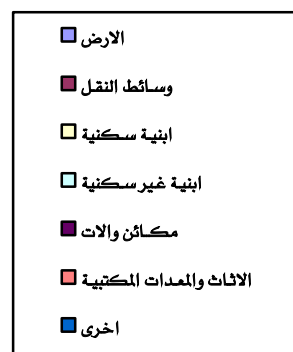 الارض
وسائط النقل
ابنية سكنية
ابنية غير سكنية
مكائن والات
الاثاث والمعدات المكتبية
اخرى